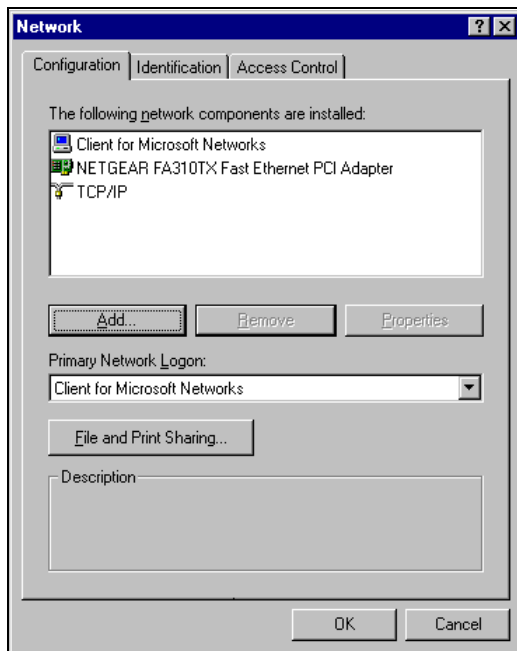 Network
Configuration Identification Access Control
The following network components are installed:
Client for Microsoft Networks
NETGEAR FA310TX Fast Ethernet PCI Adapter
TCP/IP
Add... Remove Properties
Primary Network Logon:
Client for Microsoft Networks
File and Print Sharing...
Description
OK Cancel